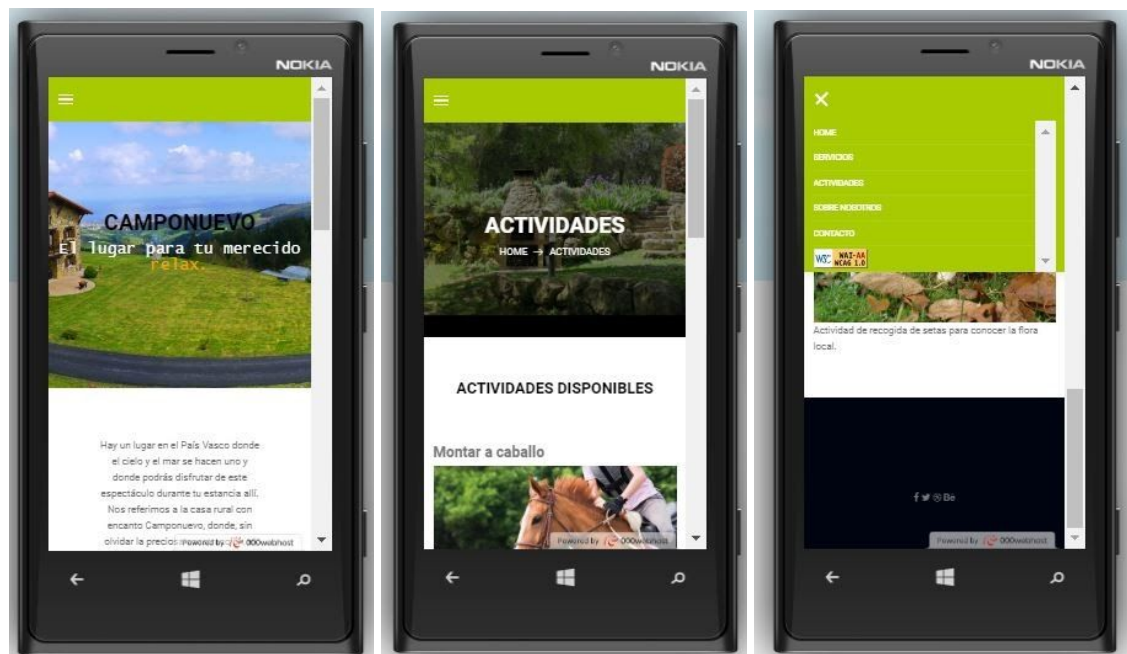 NOKIA
CAMPONUEVO
El lugar para tu merecido
relax.
Hay un lugar en el País Vasco donde
el cielo y el mar se hacen uno y
donde podrás disfrutar de este
espectáculo durante tu estancia allí.
Nos referimos a la casa rural con
encanto Camponuevo, donde, sin
olvidar la precios
Powered by 000webhost
NOKIA
ACTIVIDADES
HOME → ACTIVIDADES
ACTIVIDADES DISPONIBLES
Montar a caballo
Powered by 000webhost
NOKIA
HOME
SERVICIOS
ACTIVIDADES
SOBRE NOSOTROS
CONTACTO
W3C WAI-AA
WCAG 1.0
Actividad de recogida de setas para conocer la flora
local.
Powered by 000webhost